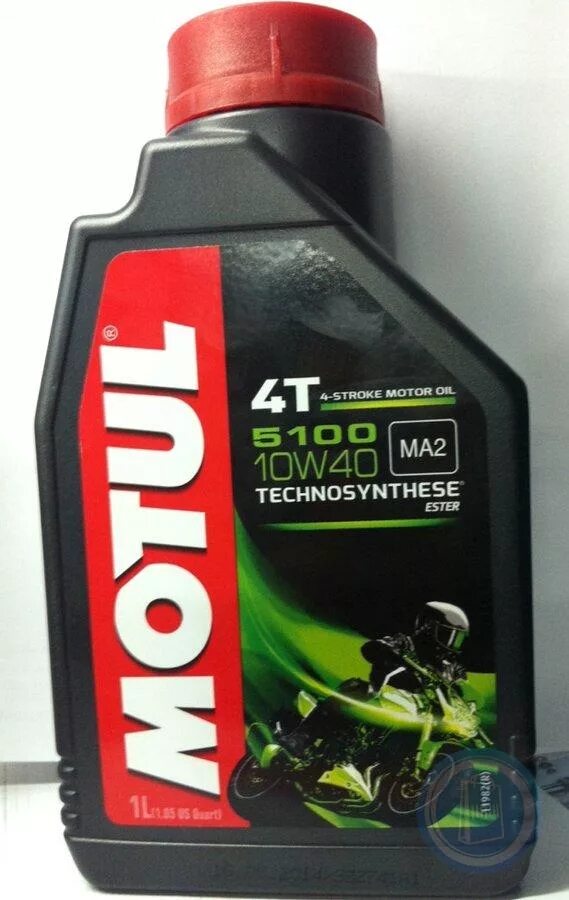 MOTUL®
4T 4-STROKE MOTOR OIL
5100
10W40 MA2
TECHNOSYNTHESE®
ESTER
1L(1.05 US Quart)